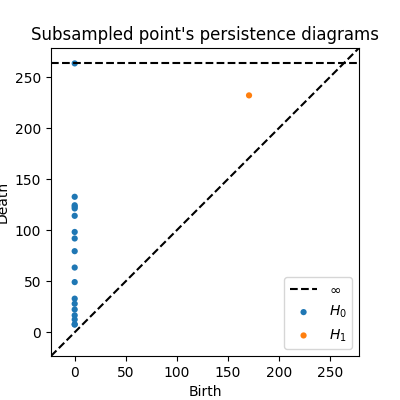 Subsampled point's persistence diagrams
250
200
150
100
50
0
Death
0 50 100 150 200 250
Birth
∞
H₀
H₁